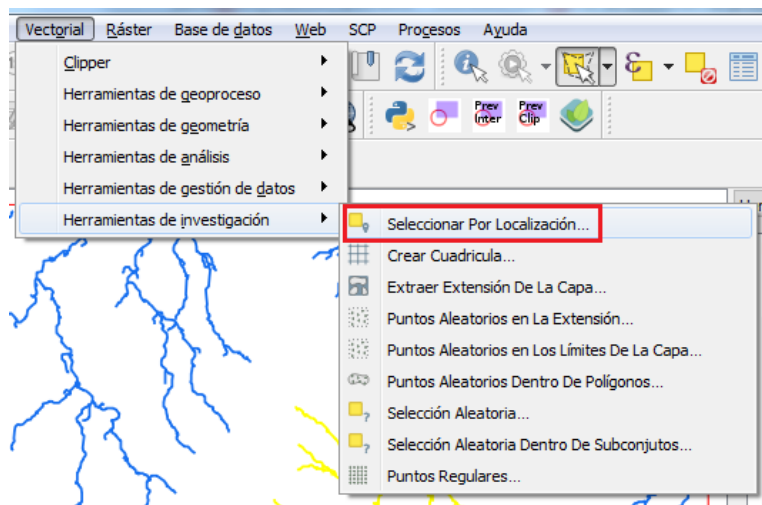 Vectorial Ráster Base de datos Web SCP Procesos Ayuda
Clipper
Herramientas de geoproceso
Herramientas de geometría
Prev Inter
Prev Clip
Herramientas de análisis
Herramientas de gestión de datos
Herramientas de investigación
Seleccionar Por Localización...
Crear Cuadricula...
Extraer Extensión De La Capa...
Puntos Aleatorios en La Extensión...
Puntos Aleatorios en Los Límites De La Capa...
Puntos Aleatorios Dentro De Polígonos...
Selección Aleatoria...
Selección Aleatoria Dentro De Subconjutos...
Puntos Regulares...